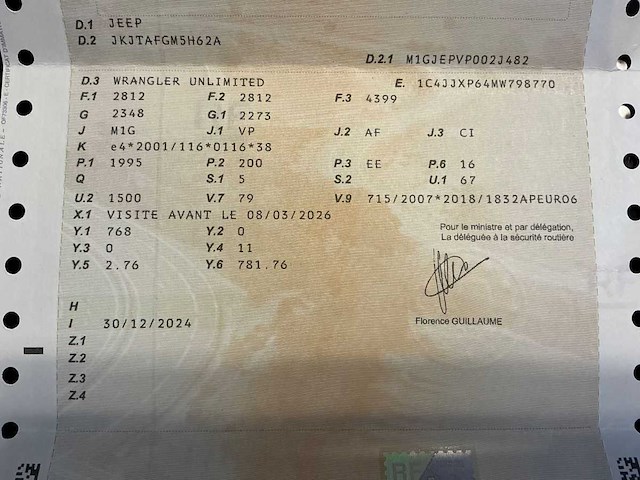 D.1 JEEP
D.2 JKJTAFGM5H62A
D.2.1 M1GJEPVP002J482
D.3 WRANGLER UNLIMITED E. 1C4JJXP64MW798770
F.1 2812 F.2 2812 F.3 4399
G 2348 G.1 2273
J M1G J.1 VP J.2 AF J.3 CI
K e4*2001/116*0116*38
P.1 1995 P.2 200 P.3 EE P.6 16
Q S.1 5 S.2 U.1 67
U.2 1500 V.7 79 V.9 715/2007*2018/1832APEURO6
X.1 VISITE AVANT LE 08/03/2026
Y.1 768 Y.2 0
Y.3 0 Y.4 11
Y.5 2.76 Y.6 781.76
Pour le ministre et par délégation,
La déléguée à la sécurité routière
Florence GUILLAUME
H
I 30/12/2024
Z.1
Z.2
Z.3
Z.4